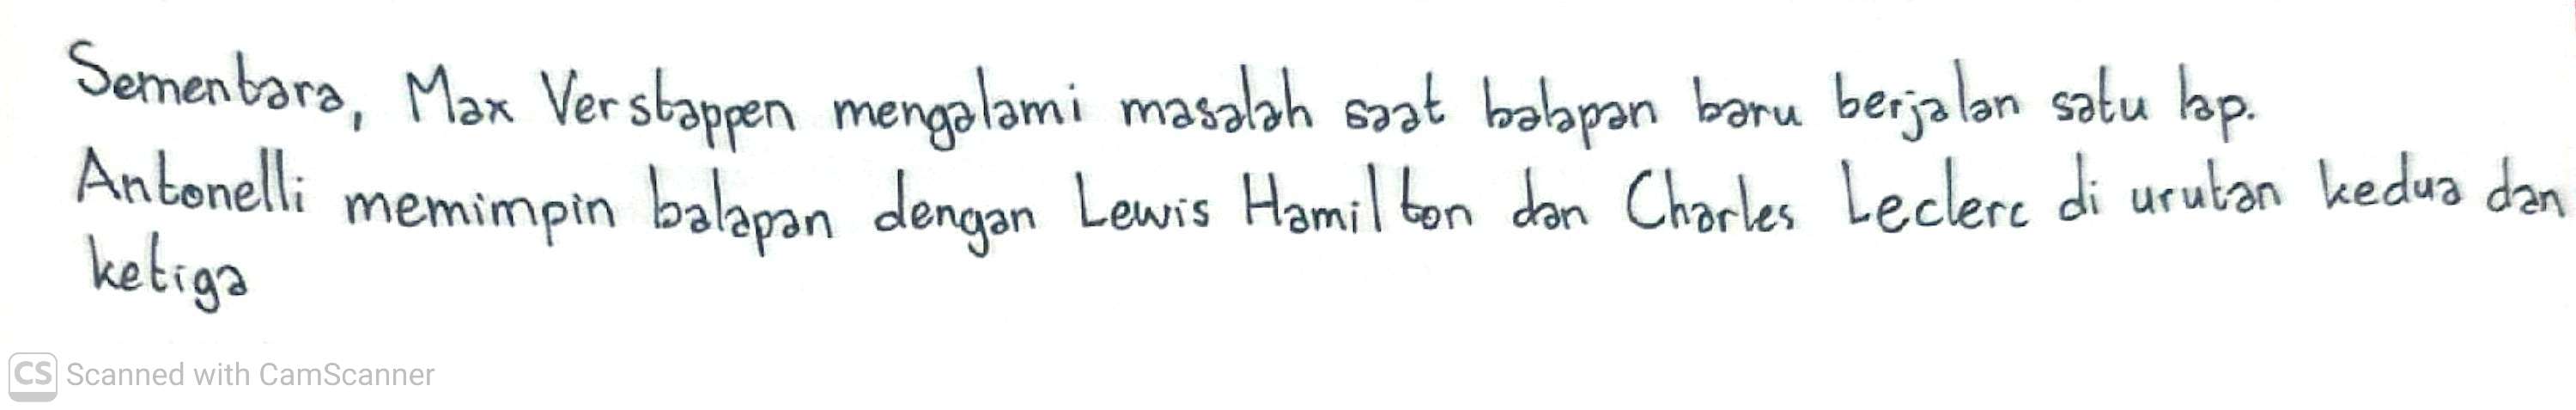 Sementara, Max Verstappen mengalami masalah saat balapan baru berjalan satu lap.
Antonelli memimpin balapan dengan Lewis Hamilton dan Charles Leclerc di urutan kedua dan
ketiga
CS Scanned with CamScanner